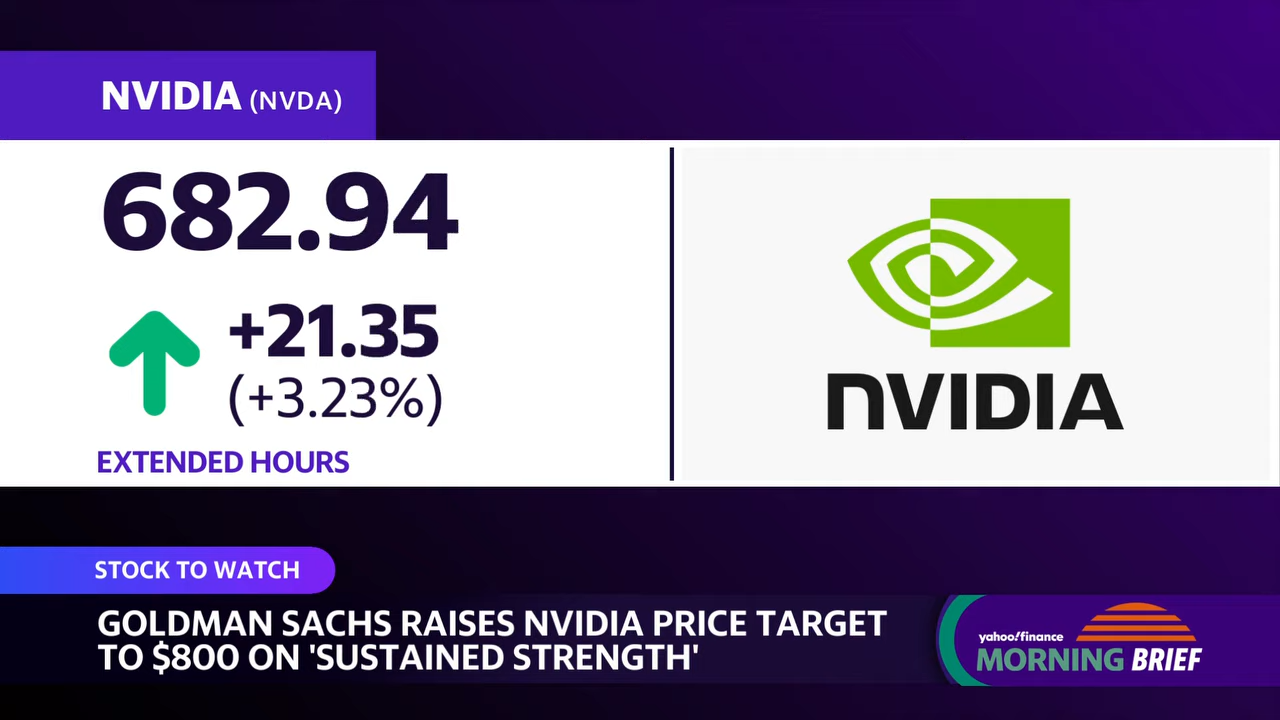 NVIDIA (NVDA)
682.94
+21.35
(+3.23%)
EXTENDED HOURS
NVIDIA
STOCK TO WATCH
GOLDMAN SACHS RAISES NVIDIA PRICE TARGET
TO $800 ON 'SUSTAINED STRENGTH'
yahoo!finance
MORNING BRIEF